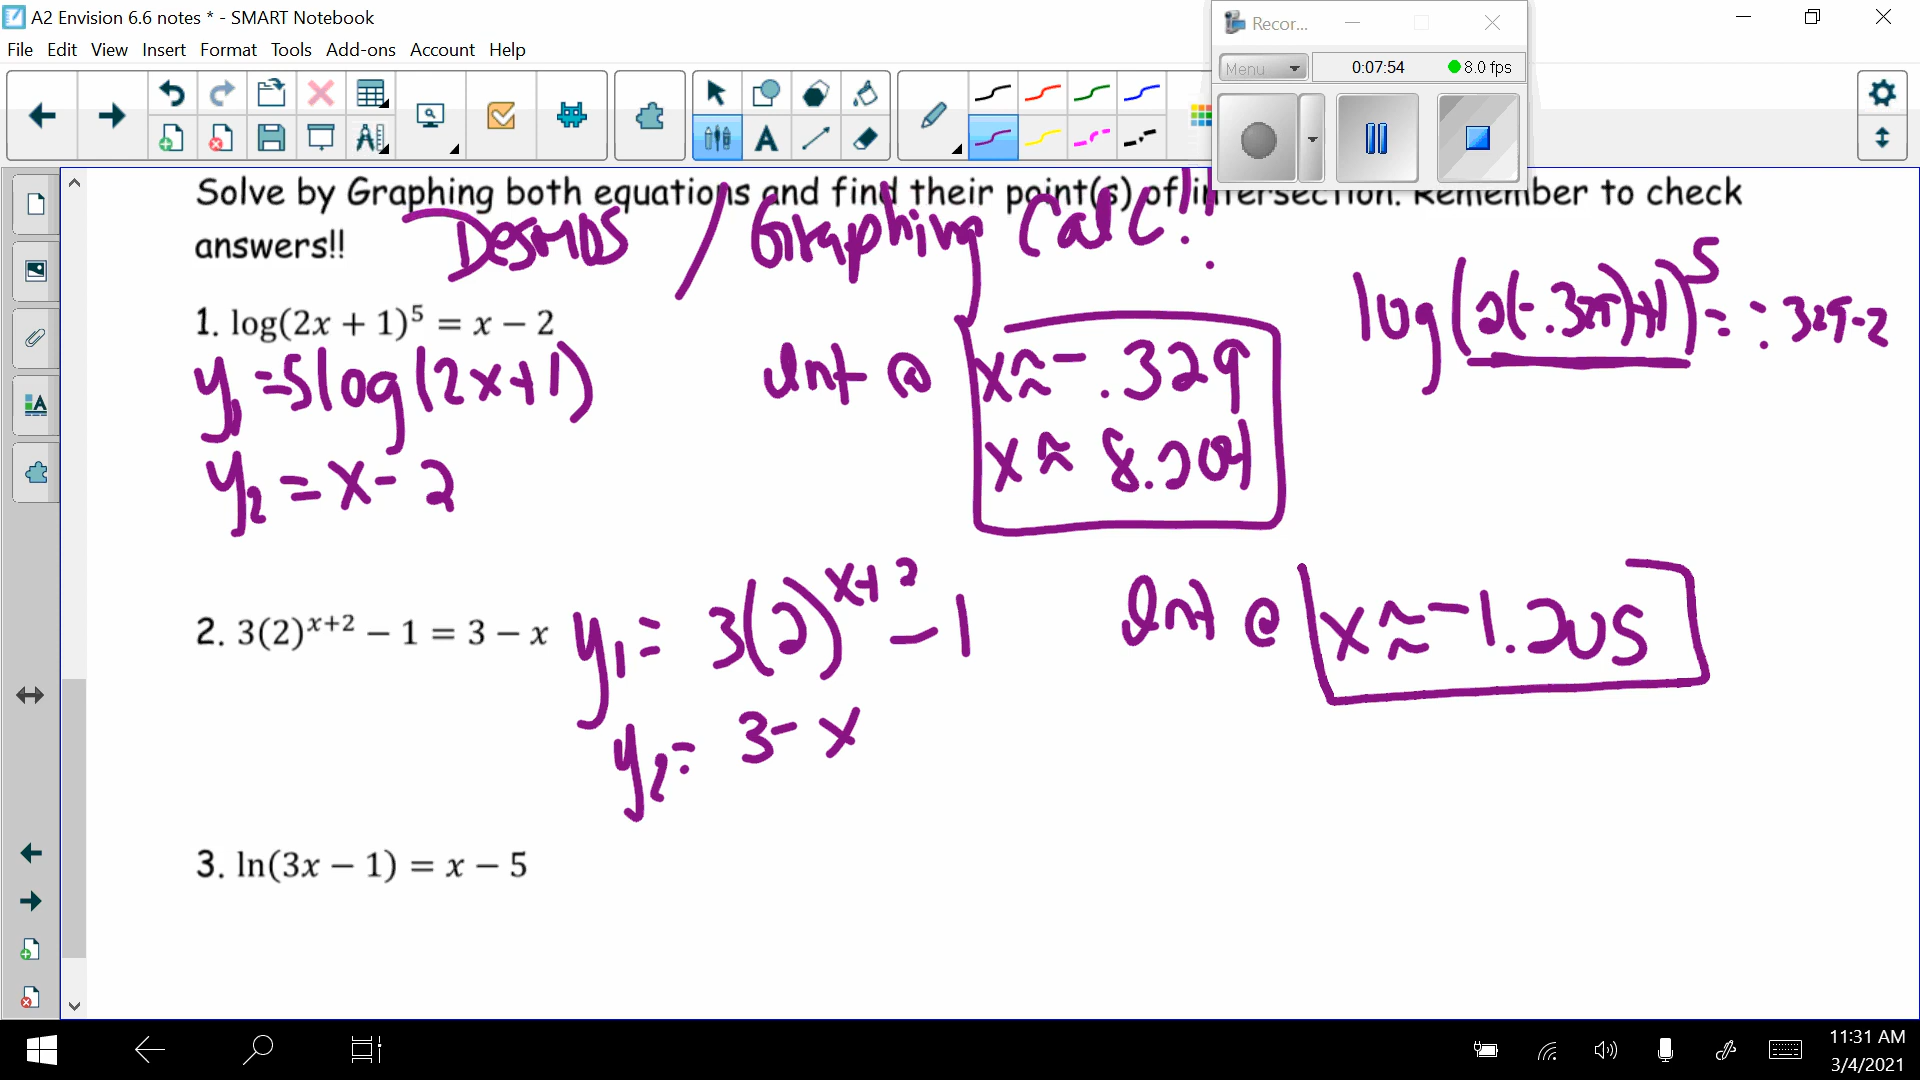 A2 Envision 6.6 notes * - SMART Notebook
File Edit View Insert Format Tools Add-ons Account Help
Recor...
Menu 0:07:54 8.0 fps
Solve by Graphing both equations and find their point(s) of intersection. Remember to check
answers!!
DESMOS / Graphing Calc!!
1. log(2x + 1)⁵ = x − 2
y₁ = 5log(2x+1)
y₂ = x - 2
Int @ x ≈ -.329
x ≈ 8.204
log(2(-.329)+1)⁵ = -.329-2
2. 3(2)ˣ⁺² − 1 = 3 − x
y₁ = 3(2)ˣ⁺² - 1
y₂ = 3 - x
Int @ x ≈ -1.205
3. ln(3x − 1) = x − 5
11:31 AM
3/4/2021